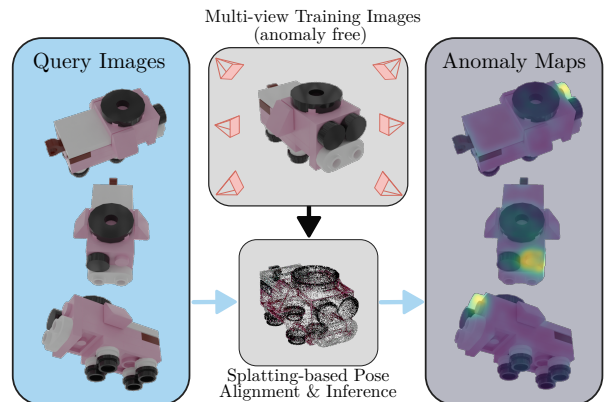 Multi-view Training Images
(anomaly free)
Query Images
Anomaly Maps
Splatting-based Pose
Alignment & Inference